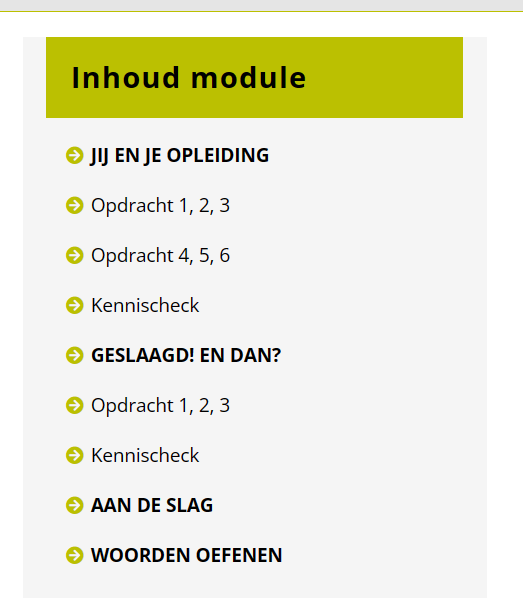 Inhoud module
JIJ EN JE OPLEIDING
Opdracht 1, 2, 3
Opdracht 4, 5, 6
Kennischeck
GESLAAGD! EN DAN?
Opdracht 1, 2, 3
Kennischeck
AAN DE SLAG
WOORDEN OEFENEN